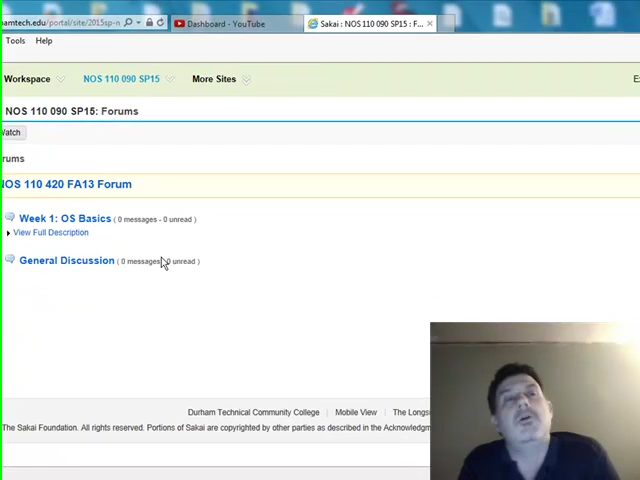 amtech.edu/portal/site/2015sp-n
Dashboard - YouTube
Sakai : NOS 110 090 SP15 : F...
Tools Help
Workspace NOS 110 090 SP15 More Sites
NOS 110 090 SP15: Forums
Watch
rums
NOS 110 420 FA13 Forum
Week 1: OS Basics ( 0 messages - 0 unread )
View Full Description
General Discussion ( 0 messages - 0 unread )
Durham Technical Community College | Mobile View | The Longsi
The Sakai Foundation. All rights reserved. Portions of Sakai are copyrighted by other parties as described in the Acknowledgm